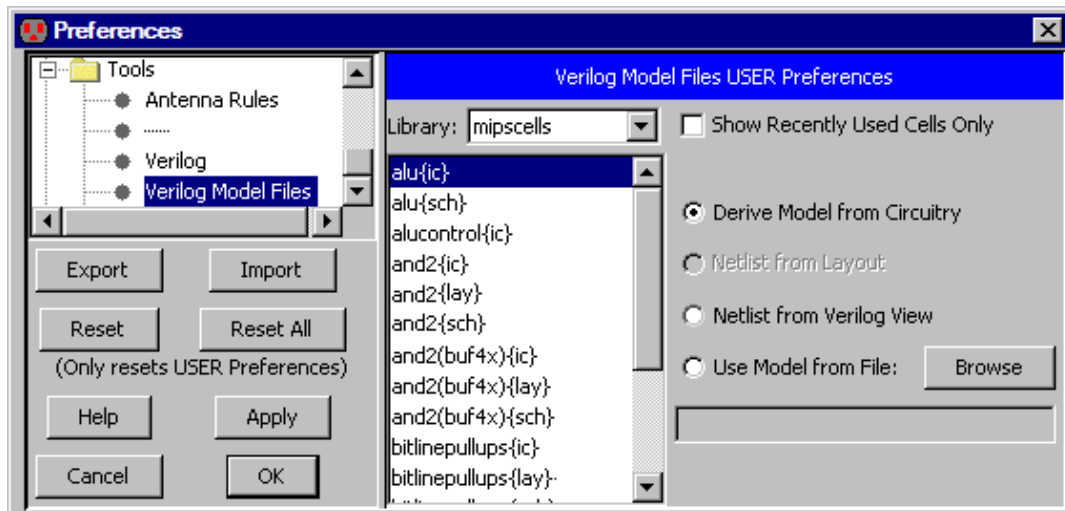 Preferences
Tools
Antenna Rules
......
Verilog
Verilog Model Files
Export Import
Reset Reset All
(Only resets USER Preferences)
Help Apply
Cancel OK
Verilog Model Files USER Preferences
Library: mipscells
Show Recently Used Cells Only
alu{ic}
alu{sch}
alucontrol{ic}
and2{ic}
and2{lay}
and2{sch}
and2(buf4x){ic}
and2(buf4x){lay}
and2(buf4x){sch}
bitlinepullups{ic}
bitlinepullups{lay}
Derive Model from Circuitry
Netlist from Layout
Netlist from Verilog View
Use Model from File: Browse